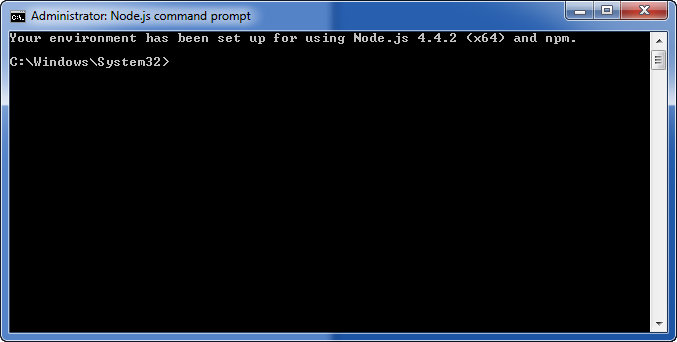 Administrator: Node.js command prompt
Your environment has been set up for using Node.js 4.4.2 (x64) and npm.
C:\Windows\System32>